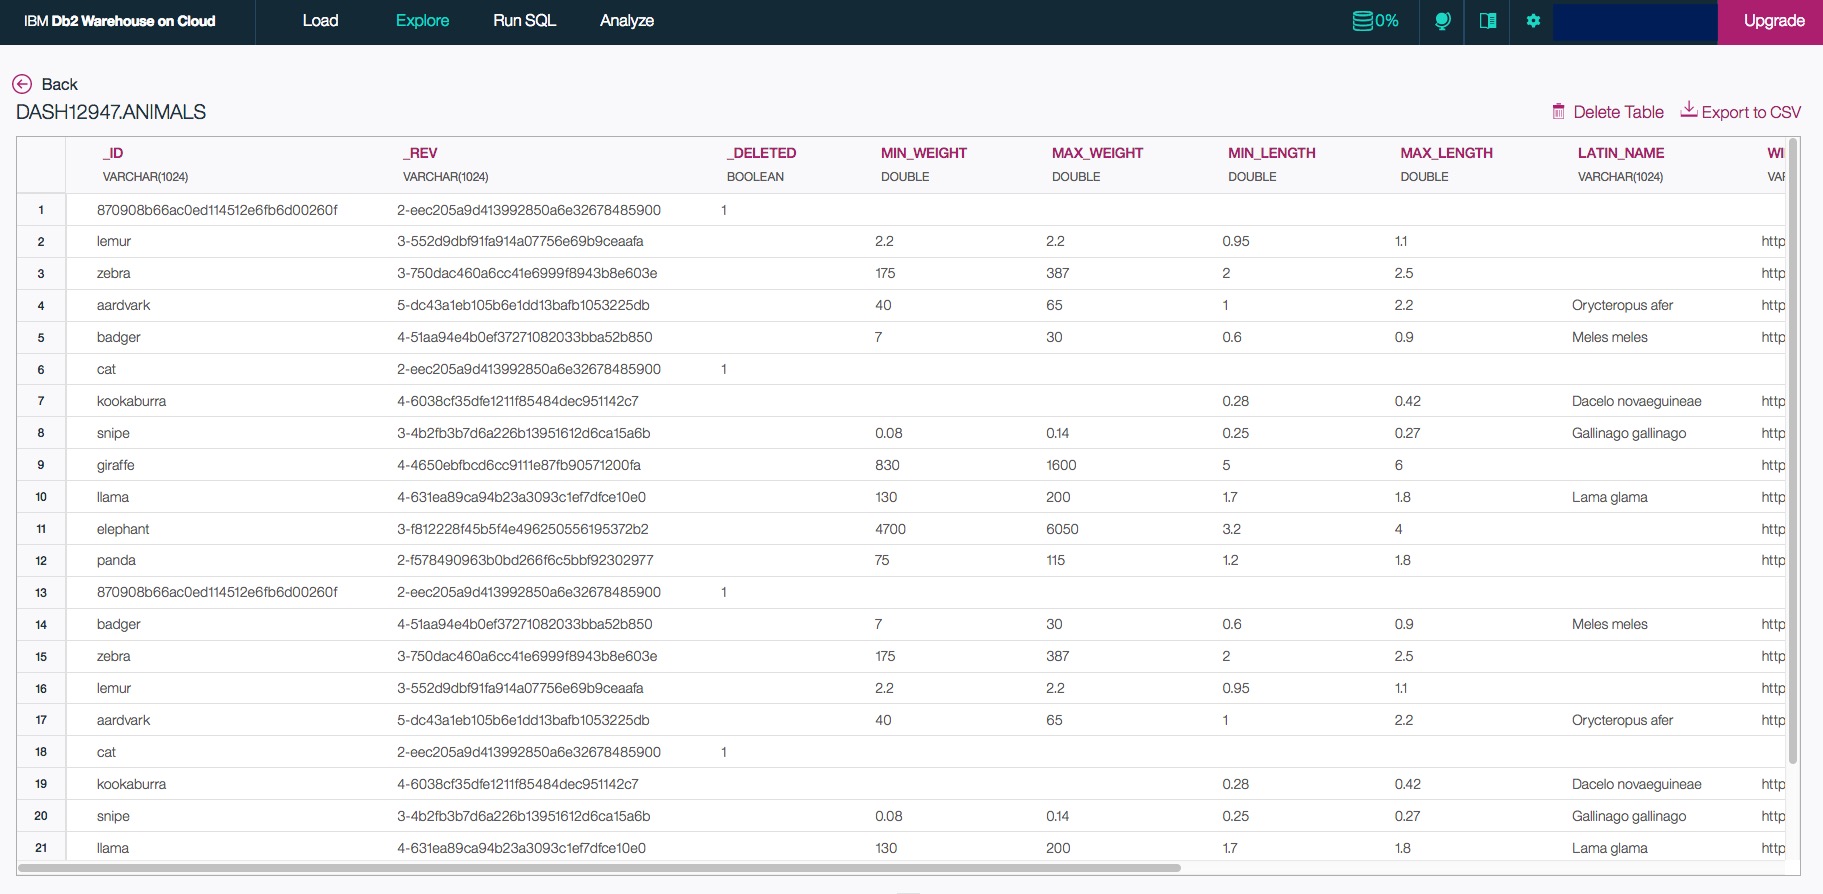 IBM Db2 Warehouse on Cloud Load Explore Run SQL Analyze 0% Upgrade
Back
DASH12947.ANIMALS Delete Table Export to CSV
_ID _REV _DELETED MIN_WEIGHT MAX_WEIGHT MIN_LENGTH MAX_LENGTH LATIN_NAME WI
VARCHAR(1024) VARCHAR(1024) BOOLEAN DOUBLE DOUBLE DOUBLE DOUBLE VARCHAR(1024) VAR
1 870908b66ac0ed114512e6fb6d00260f 2-eec205a9d413992850a6e32678485900 1
2 lemur 3-552d9dbf91fa914a07756e69b9ceaafa 2.2 2.2 0.95 1.1 http
3 zebra 3-750dac460a6cc41e6999f8943b8e603e 175 387 2 2.5 http
4 aardvark 5-dc43a1eb105b6e1dd13bafb1053225db 40 65 1 2.2 Orycteropus afer http
5 badger 4-51aa94e4b0ef37271082033bba52b850 7 30 0.6 0.9 Meles meles http
6 cat 2-eec205a9d413992850a6e32678485900 1
7 kookaburra 4-6038cf35dfe1211f85484dec951142c7 0.28 0.42 Dacelo novaeguineae http
8 snipe 3-4b2fb3b7d6a226b13951612d6ca15a6b 0.08 0.14 0.25 0.27 Gallinago gallinago http
9 giraffe 4-4650ebfbcd6cc9111e87fb90571200fa 830 1600 5 6 http
10 llama 4-631ea89ca94b23a3093c1ef7dfce10e0 130 200 1.7 1.8 Lama glama http
11 elephant 3-f812228f45b5f4e496250556195372b2 4700 6050 3.2 4 http
12 panda 2-f578490963b0bd266f6c5bbf92302977 75 115 1.2 1.8 http
13 870908b66ac0ed114512e6fb6d00260f 2-eec205a9d413992850a6e32678485900 1
14 badger 4-51aa94e4b0ef37271082033bba52b850 7 30 0.6 0.9 Meles meles http
15 zebra 3-750dac460a6cc41e6999f8943b8e603e 175 387 2 2.5 http
16 lemur 3-552d9dbf91fa914a07756e69b9ceaafa 2.2 2.2 0.95 1.1 http
17 aardvark 5-dc43a1eb105b6e1dd13bafb1053225db 40 65 1 2.2 Orycteropus afer http
18 cat 2-eec205a9d413992850a6e32678485900 1
19 kookaburra 4-6038cf35dfe1211f85484dec951142c7 0.28 0.42 Dacelo novaeguineae http
20 snipe 3-4b2fb3b7d6a226b13951612d6ca15a6b 0.08 0.14 0.25 0.27 Gallinago gallinago http
21 llama 4-631ea89ca94b23a3093c1ef7dfce10e0 130 200 1.7 1.8 Lama glama http